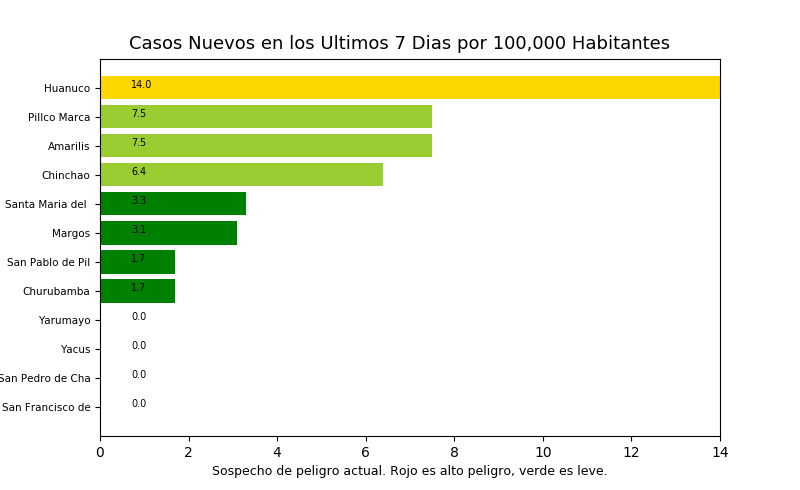 Casos Nuevos en los Ultimos 7 Dias por 100,000 Habitantes
Huanuco 14.0
Pillco Marca 7.5
Amarilis 7.5
Chinchao 6.4
Santa Maria del 3.3
Margos 3.1
San Pablo de Pil 1.7
Churubamba 1.7
Yarumayo 0.0
Yacus 0.0
San Pedro de Cha 0.0
San Francisco de 0.0
0 2 4 6 8 10 12 14
Sospecho de peligro actual. Rojo es alto peligro, verde es leve.